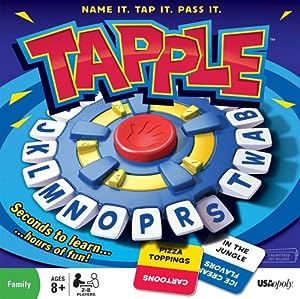 NAME IT. TAP IT. PASS IT.
TAPPLE
TM
J K L M N O P R S T W A B
Seconds to learn...
...hours of fun!
PIZZA
TOPPINGS
CARTOONS
IN THE
JUNGLE
ICE CREAM
FLAVORS
Family
AGES
8+
2-8
PLAYERS
USAopoly